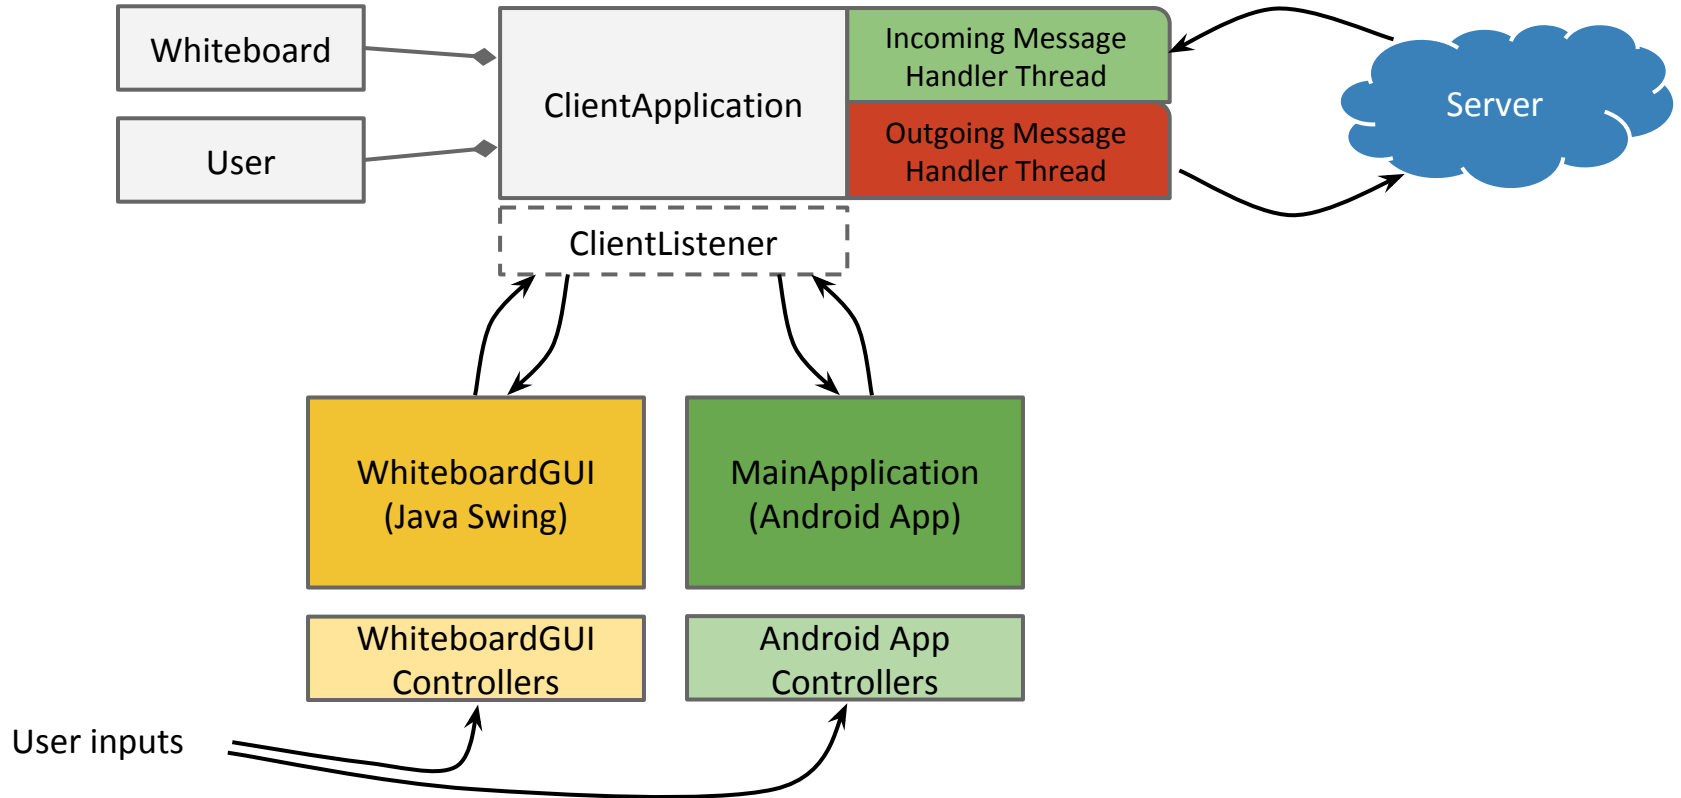 Whiteboard
User
ClientApplication
Incoming Message
Handler Thread
Outgoing Message
Handler Thread
Server
ClientListener
WhiteboardGUI
(Java Swing)
MainApplication
(Android App)
WhiteboardGUI
Controllers
Android App
Controllers
User inputs